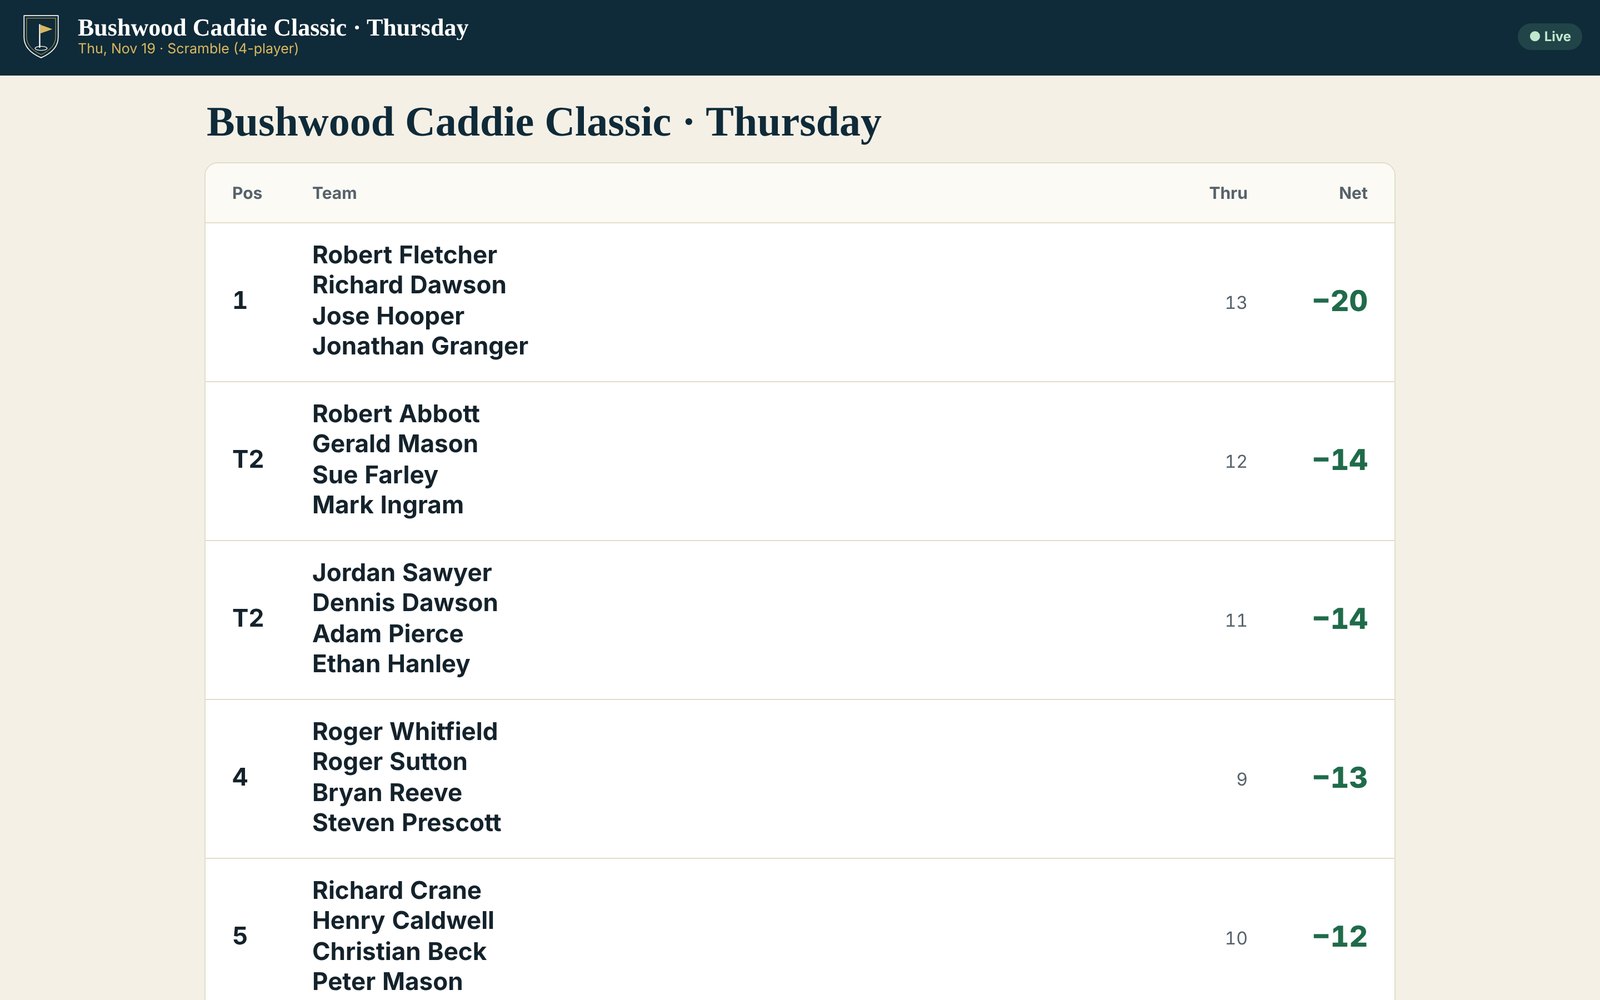 Bushwood Caddie Classic · Thursday
Thu, Nov 19 · Scramble (4-player)
Live
Bushwood Caddie Classic · Thursday
Pos Team Thru Net
1 Robert Fletcher
Richard Dawson
Jose Hooper
Jonathan Granger
13 −20
T2 Robert Abbott
Gerald Mason
Sue Farley
Mark Ingram
12 −14
T2 Jordan Sawyer
Dennis Dawson
Adam Pierce
Ethan Hanley
11 −14
4 Roger Whitfield
Roger Sutton
Bryan Reeve
Steven Prescott
9 −13
5 Richard Crane
Henry Caldwell
Christian Beck
Peter Mason
10 −12